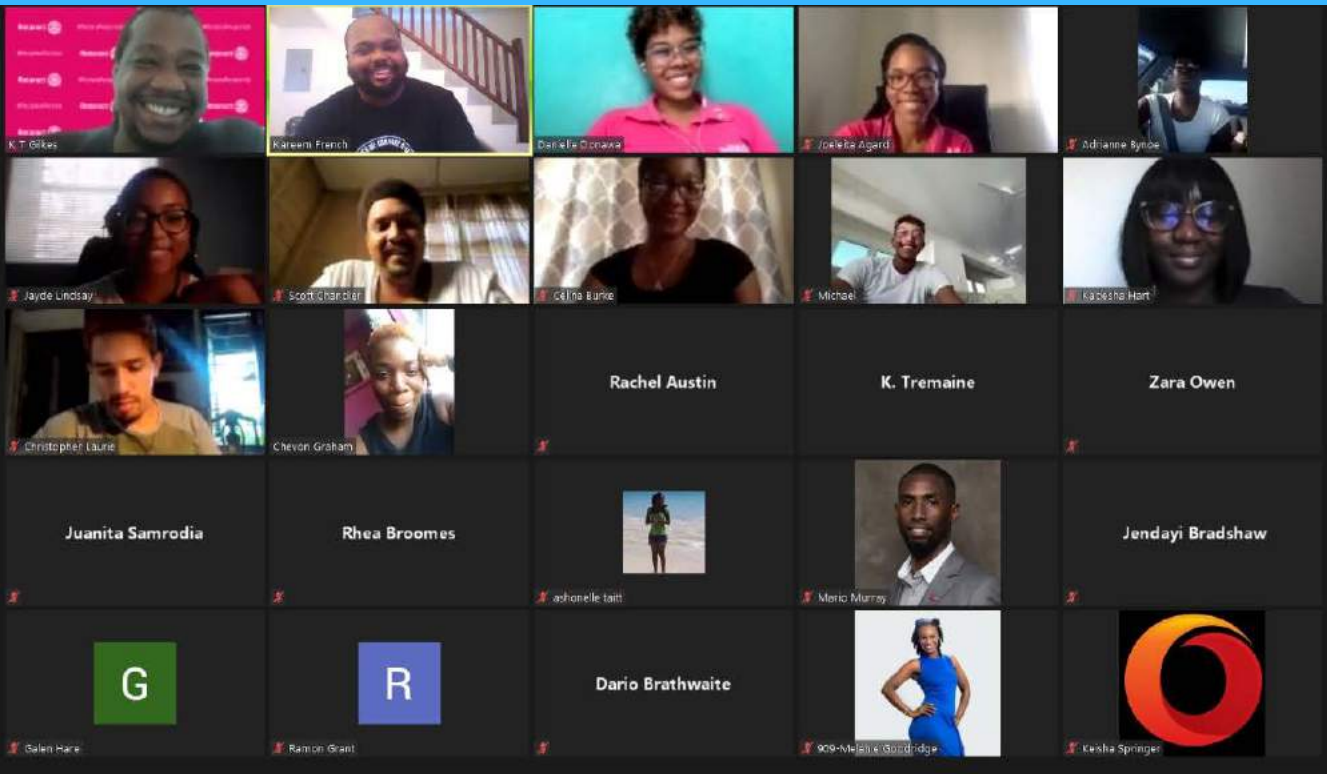 K T Gilkes
Kareem French
Danielle Donawa
Joeleita Agard
Adrianne Bynoe
Jayde Lindsay
Scott Chandler
Celina Burke
Michael
Kabiesha Hart
Christopher Laurie
Chevon Graham
Rachel Austin
K. Tremaine
Zara Owen
Juanita Samrodia
Rhea Broomes
ashonelle taitt
Mario Murray
Jendayi Bradshaw
G
Galen Hare
R
Ramon Grant
Dario Brathwaite
909-Melanie Goodridge
Keisha Springer